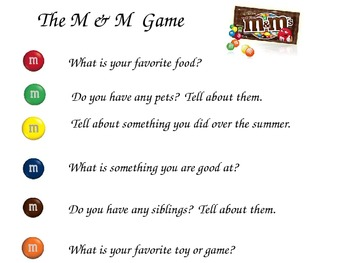 The M & M Game
m&m's
m What is your favorite food?
m Do you have any pets? Tell about them.
m Tell about something you did over the summer.
m What is something you are good at?
m Do you have any siblings? Tell about them.
m What is your favorite toy or game?